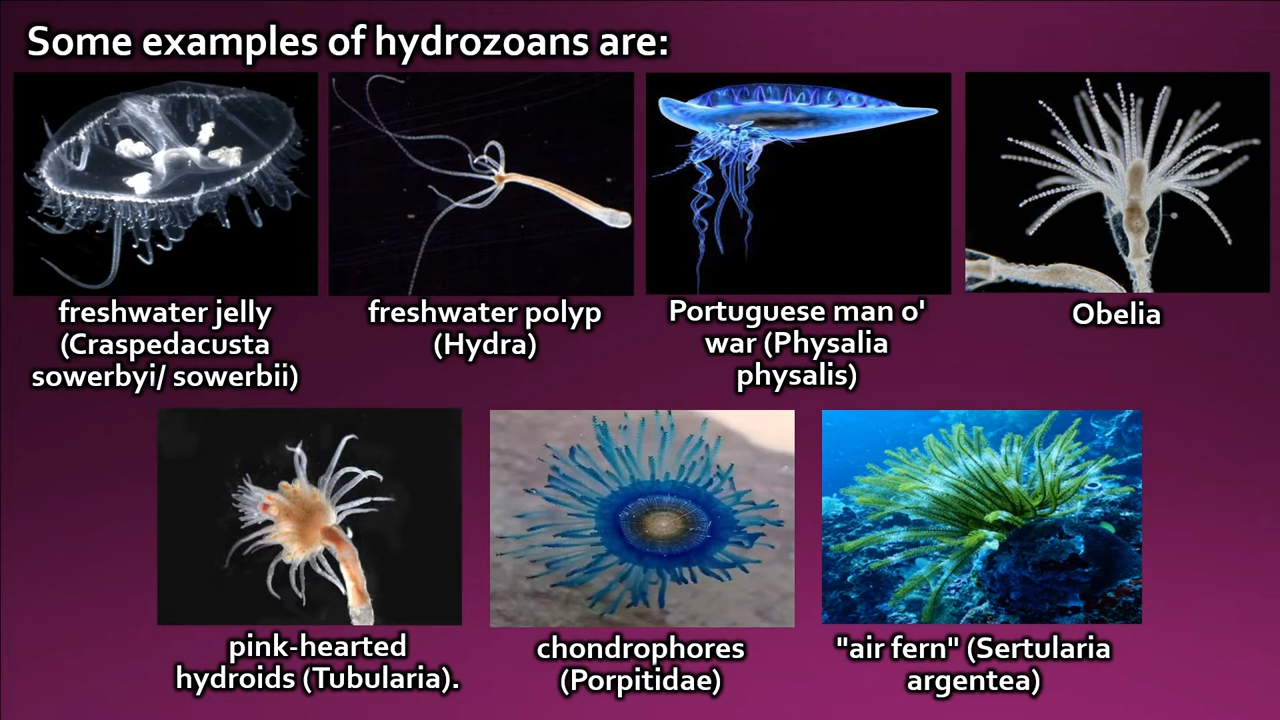 Some examples of hydrozoans are:
freshwater jelly
(Craspedacusta
sowerbyi/ sowerbii)
freshwater polyp
(Hydra)
Portuguese man o'
war (Physalia
physalis)
Obelia
pink-hearted
hydroids (Tubularia).
chondrophores
(Porpitidae)
"air fern" (Sertularia
argentea)